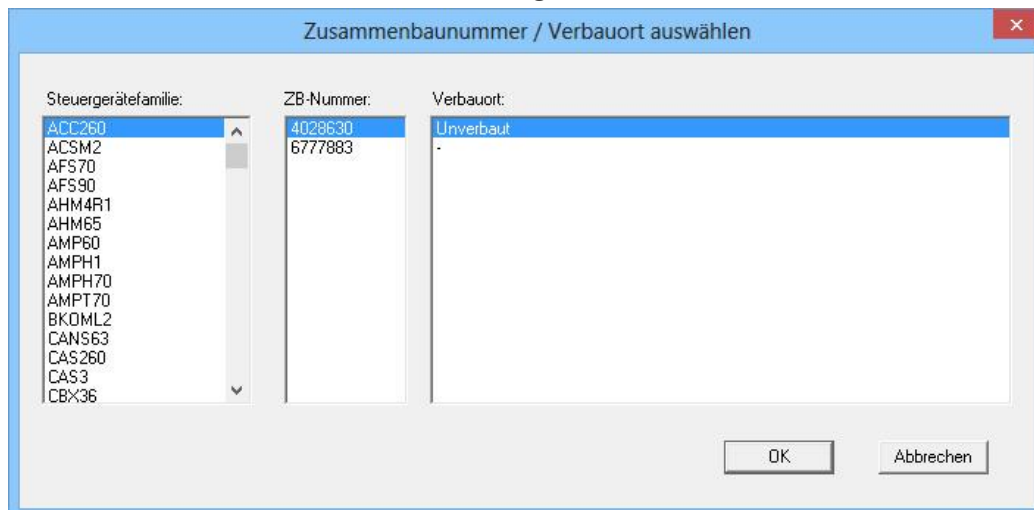 Zusammenbaunummer / Verbauort auswählen
Steuergerätefamilie:
ZB-Nummer:
Verbauort:
ACC260
ACSM2
AFS70
AFS90
AHM4R1
AHM65
AMP60
AMPH1
AMPH70
AMPT70
BKOML2
CANS63
CAS260
CAS3
CBX36
4028630
6777883
Unverbaut
-
OK
Abbrechen